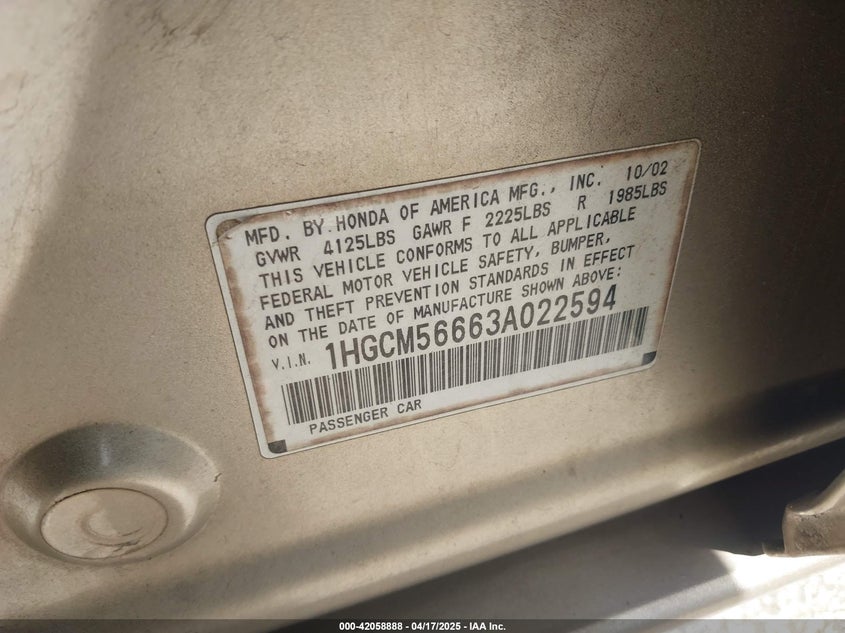 MFD. BY HONDA OF AMERICA MFG., INC. 10/02
GVWR 4125LBS GAWR F 2225LBS R 1985LBS
THIS VEHICLE CONFORMS TO ALL APPLICABLE
FEDERAL MOTOR VEHICLE SAFETY, BUMPER,
AND THEFT PREVENTION STANDARDS IN EFFECT
ON THE DATE OF MANUFACTURE SHOWN ABOVE:
V.I.N. 1HGCM56663A022594
PASSENGER CAR
000-42058888 - 04/17/2025 - IAA Inc.